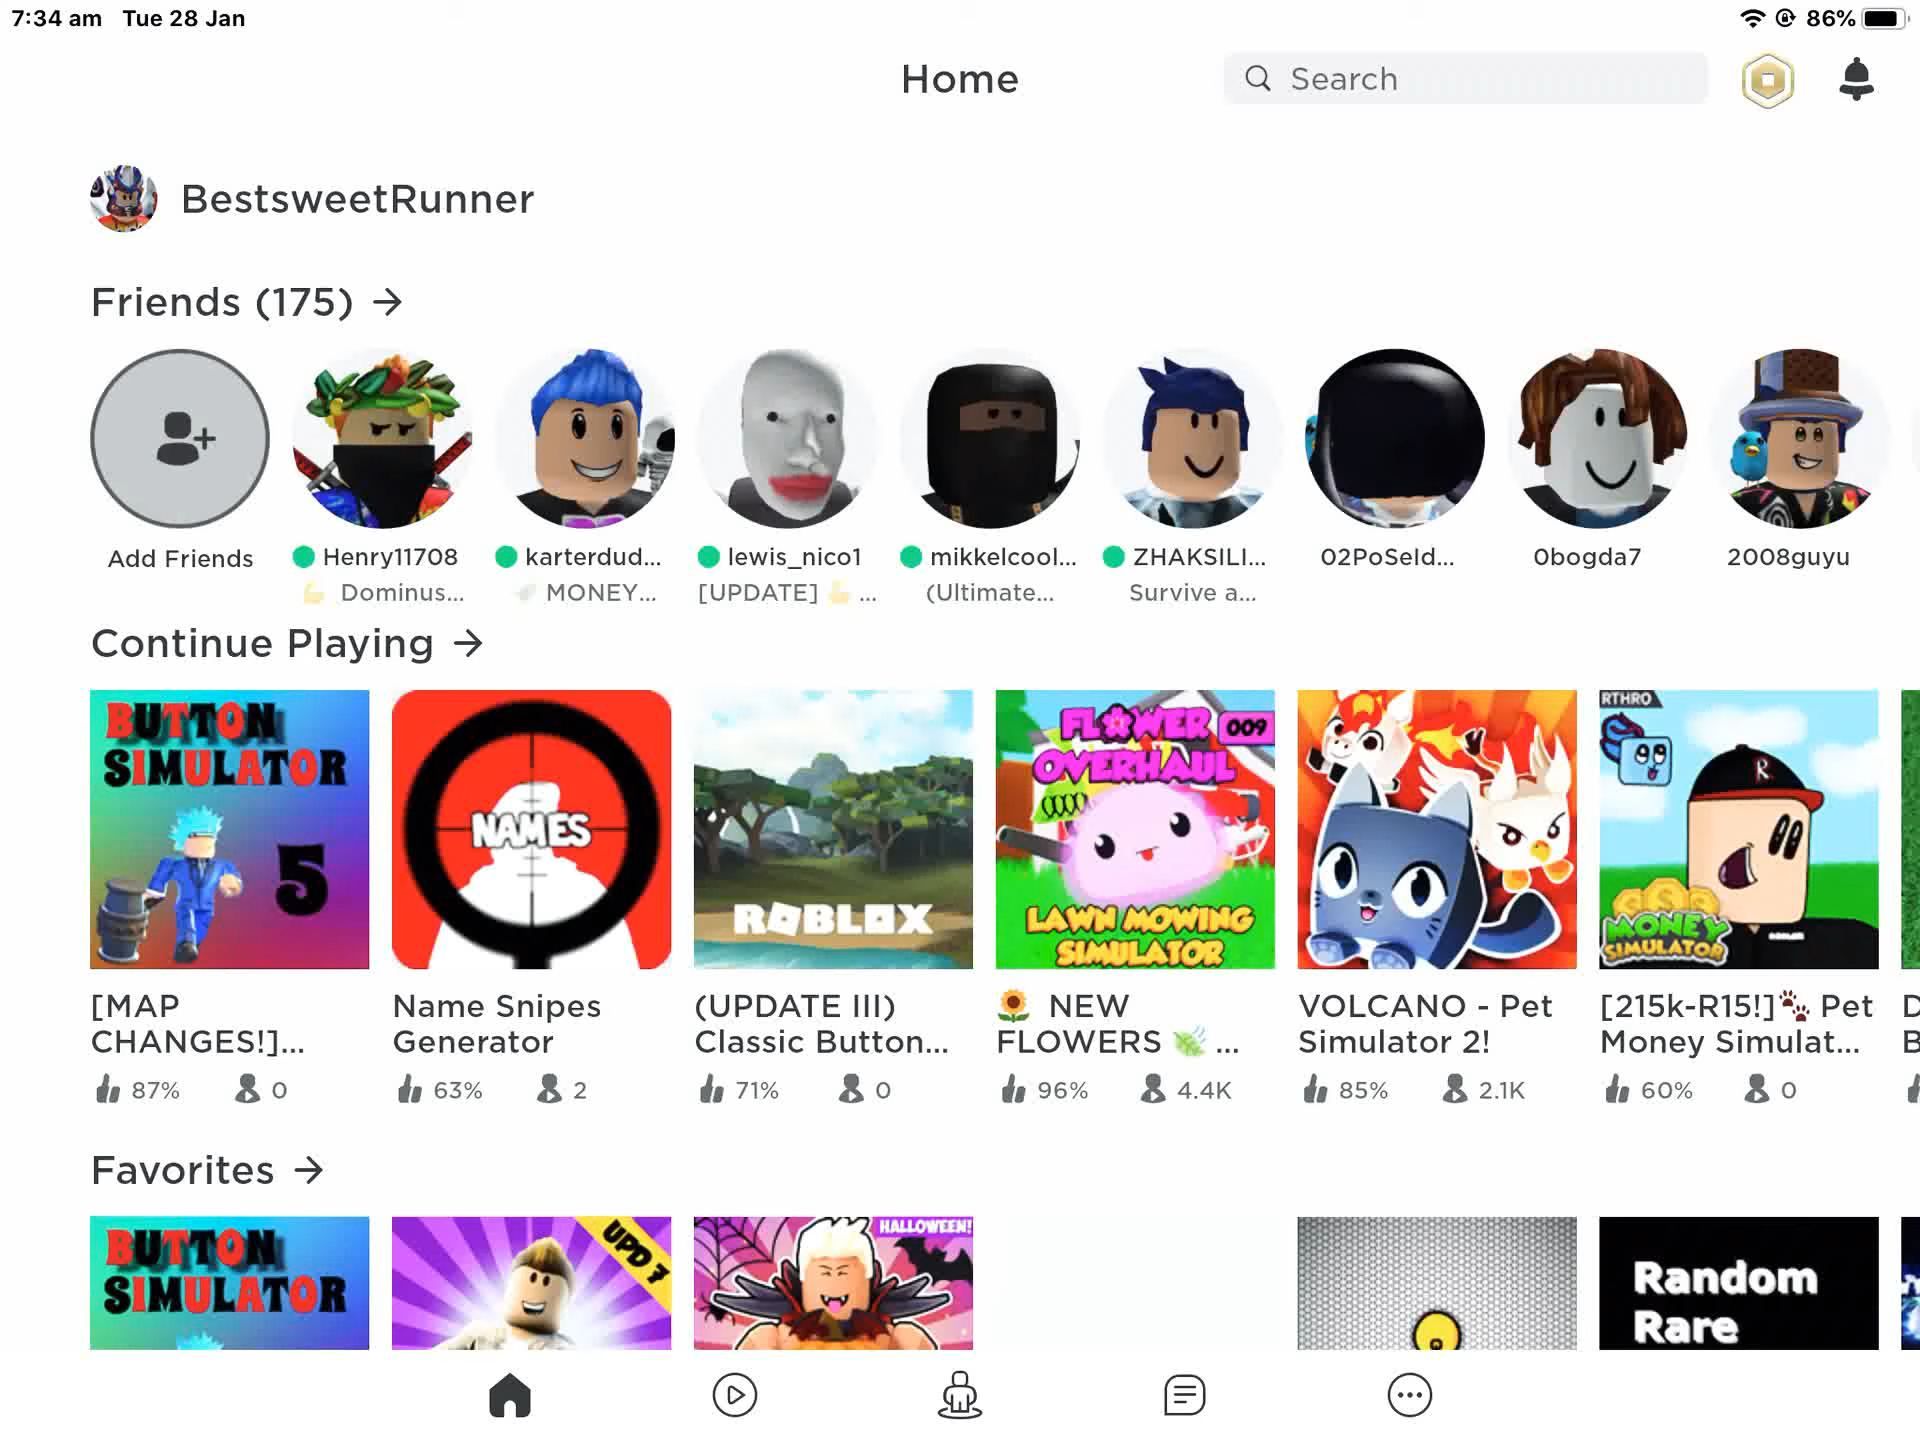 7:34 am Tue 28 Jan
86%
Home
Search
BestsweetRunner
Friends (175)
Add Friends
Henry11708
karterdud...
lewis_nico1
mikkelcool...
ZHAKSILI...
02PoSeId...
0bogda7
2008guyu
Dominus...
MONEY...
[UPDATE] 💪 ...
(Ultimate...
Survive a...
Continue Playing
BUTTON
SIMULATOR
5
NAMES
ROBLOX
FLOWER 009
OVERHAUL
LAWN MOWING
SIMULATOR
RTHRO
R
MONEY
SIMULATOR
[MAP
CHANGES!]...
Name Snipes
Generator
(UPDATE III)
Classic Button...
🌻 NEW
FLOWERS 🍃 ...
VOLCANO - Pet
Simulator 2!
[215k-R15!]🐾 Pet
Money Simulat...
D
B
87% 0
63% 2
71% 0
96% 4.4K
85% 2.1K
60% 0
Favorites
BUTTON
SIMULATOR
UPD 7
HALLOWEEN!
Random
Rare